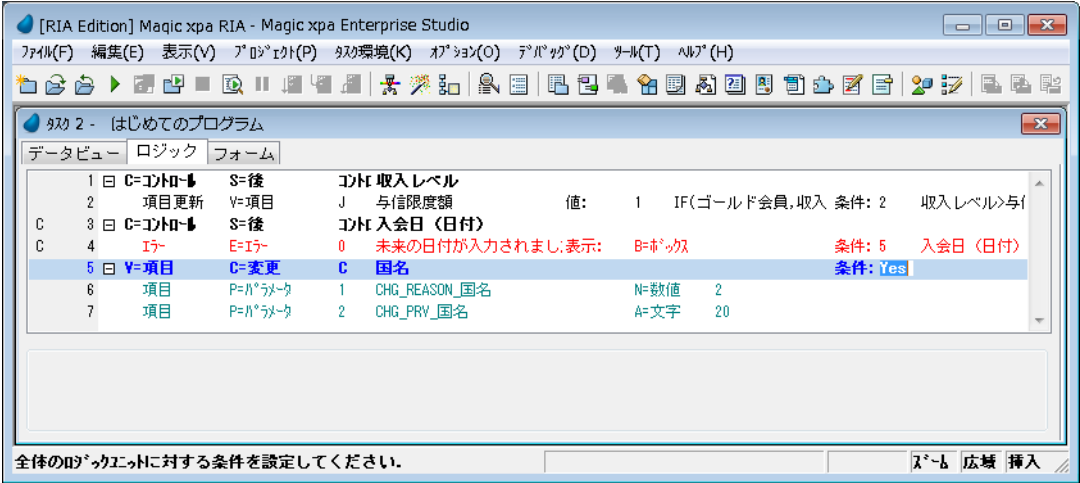 [RIA Edition] Magic xpa RIA - Magic xpa Enterprise Studio
ﾌｧｲﾙ(F) 編集(E) 表示(V) ﾌﾟﾛｼﾞｪｸﾄ(P) ﾀｽｸ環境(K) ｵﾌﾟｼｮﾝ(O) ﾃﾞﾊﾞｯｸﾞ(D) ﾂｰﾙ(T) ﾍﾙﾌﾟ(H)
ﾀｽｸ 2 - はじめてのプログラム
データビュー ロジック フォーム
1 C=ｺﾝﾄﾛｰﾙ S=後 ｺﾝﾄﾛ 収入レベル
2 項目更新 V=項目 J 与信限度額 値: 1 IF(ゴールド会員,収入 条件: 2 収入レベル>与信
C 3 C=ｺﾝﾄﾛｰﾙ S=後 ｺﾝﾄﾛ 入会日（日付）
C 4 ｴﾗｰ E=ｴﾗｰ 0 未来の日付が入力されまし 表示: B=ﾎﾞｯｸｽ 条件: 5 入会日（日付）
5 V=項目 C=変更 C 国名 条件: Yes
6 項目 P=ﾊﾟﾗﾒｰﾀ 1 CHG_REASON_国名 N=数値 2
7 項目 P=ﾊﾟﾗﾒｰﾀ 2 CHG_PRV_国名 A=文字 20
全体のﾛｼﾞｯｸﾕﾆｯﾄに対する条件を設定してください.
ｽﾞｰﾑ 広域 挿入